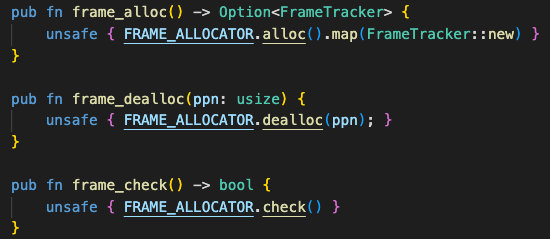 pub fn frame_alloc() -> Option<FrameTracker> {
    unsafe { FRAME_ALLOCATOR.alloc().map(FrameTracker::new) }
}
pub fn frame_dealloc(ppn: usize) {
    unsafe { FRAME_ALLOCATOR.dealloc(ppn); }
}
pub fn frame_check() -> bool {
    unsafe { FRAME_ALLOCATOR.check() }
}